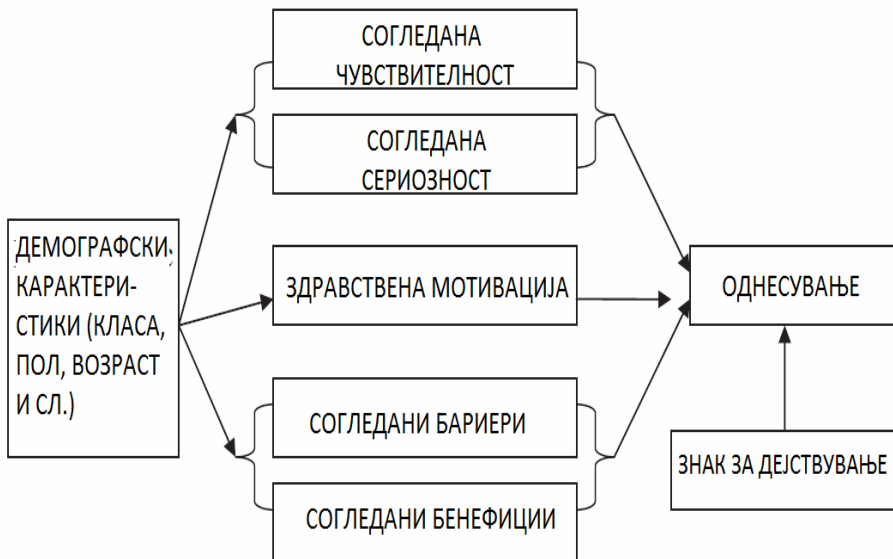 СОГЛЕДАНА
ЧУВСТВИТЕЛНОСТ
СОГЛЕДАНА
СЕРИОЗНОСТ
ДЕМОГРАФСКИ
КАРАКТЕРИ-
СТИКИ (КЛАСА,
ПОЛ, ВОЗРАСТ
И СЛ.)
ЗДРАВСТВЕНА МОТИВАЦИЈА
ОДНЕСУВАЊЕ
СОГЛЕДАНИ БАРИЕРИ
ЗНАК ЗА ДЕЈСТВУВАЊЕ
СОГЛЕДАНИ БЕНЕФИЦИИ